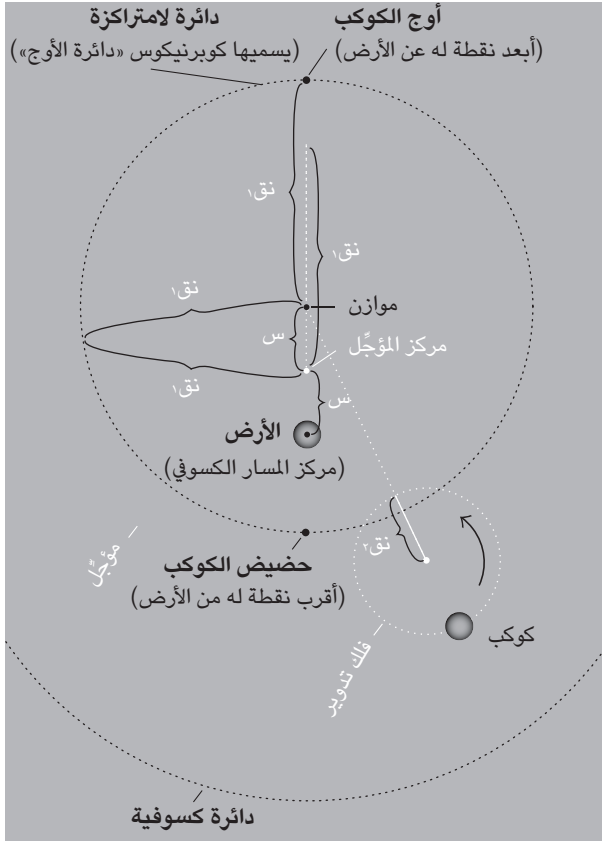 أوج الكوكب
(أبعد نقطة له عن الأرض)
دائرة لامتراكزة
(يسميها كوبرنيكوس «دائرة الأوج»)
نق١
نق١
نق١
موازن
س
مركز المؤجِّل
نق١
س
الأرض
(مركز المسار الكسوفي)
مؤجِّل
حضيض الكوكب
(أقرب نقطة له من الأرض)
نق٢
كوكب
فلك تدوير
دائرة كسوفية